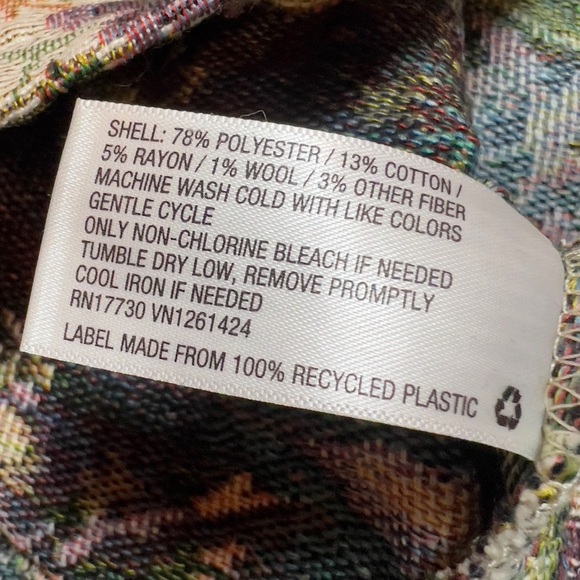 SHELL: 78% POLYESTER / 13% COTTON /
5% RAYON / 1% WOOL / 3% OTHER FIBER
MACHINE WASH COLD WITH LIKE COLORS
GENTLE CYCLE
ONLY NON-CHLORINE BLEACH IF NEEDED
TUMBLE DRY LOW, REMOVE PROMPTLY
COOL IRON IF NEEDED
RN17730 VN1261424
LABEL MADE FROM 100% RECYCLED PLASTIC